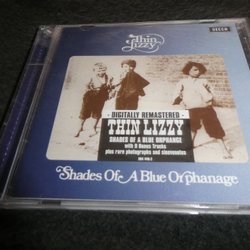 Thin
Lizzy
DECCA
DIGITALLY REMASTERED
THIN LIZZY
SHADES OF A BLUE ORPHANAGE
with 9 Bonus Tracks
plus rare photographs and sleevenotes
Shades Of A Blue Orphanage